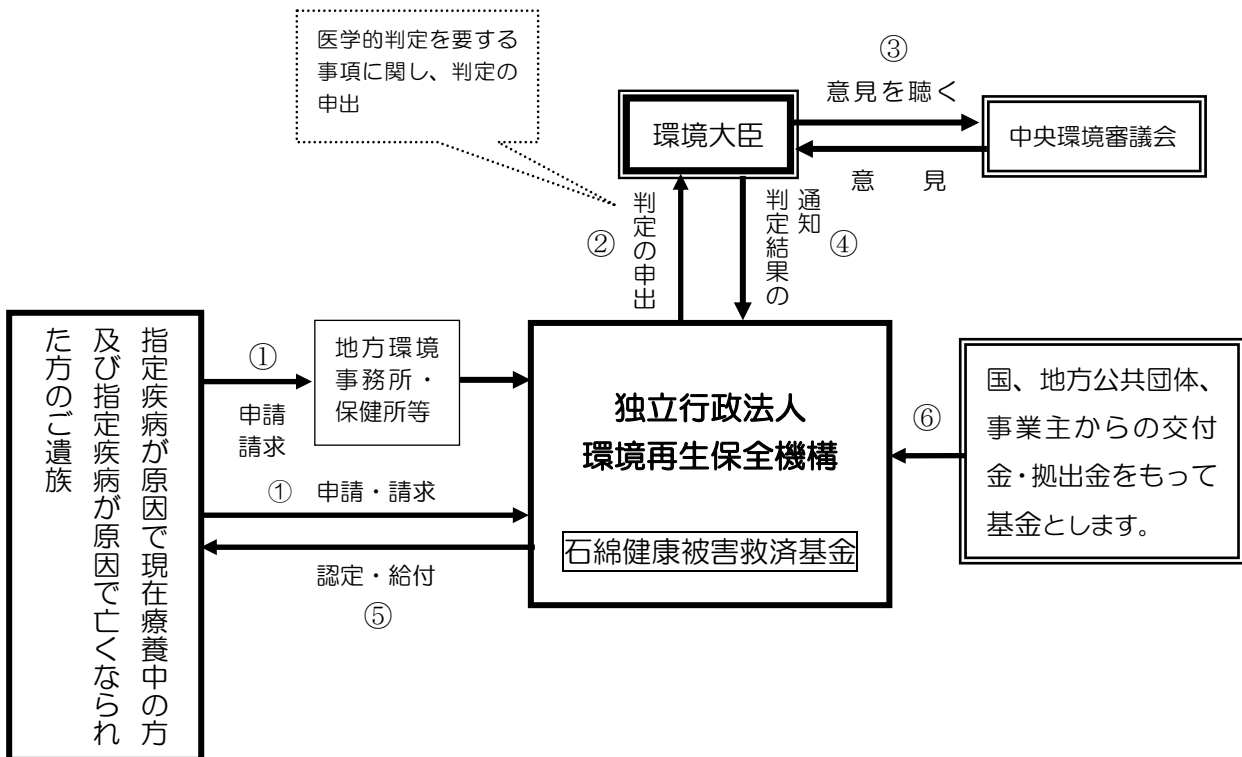 医学的判定を要する
事項に関し、判定の
申出
③
意見を聴く
環境大臣
中央環境審議会
意 見
②
判定の申出
判定結果の
通知
④
指定疾病が原因で現在療養中の方
及び指定疾病が原因で亡くなられ
た方のご遺族
①
申請
請求
地方環境
事務所・
保健所等
① 申請・請求
認定・給付
⑤
独立行政法人
環境再生保全機構
石綿健康被害救済基金
⑥
国、地方公共団体、
事業主からの交付
金・拠出金をもって
基金とします。